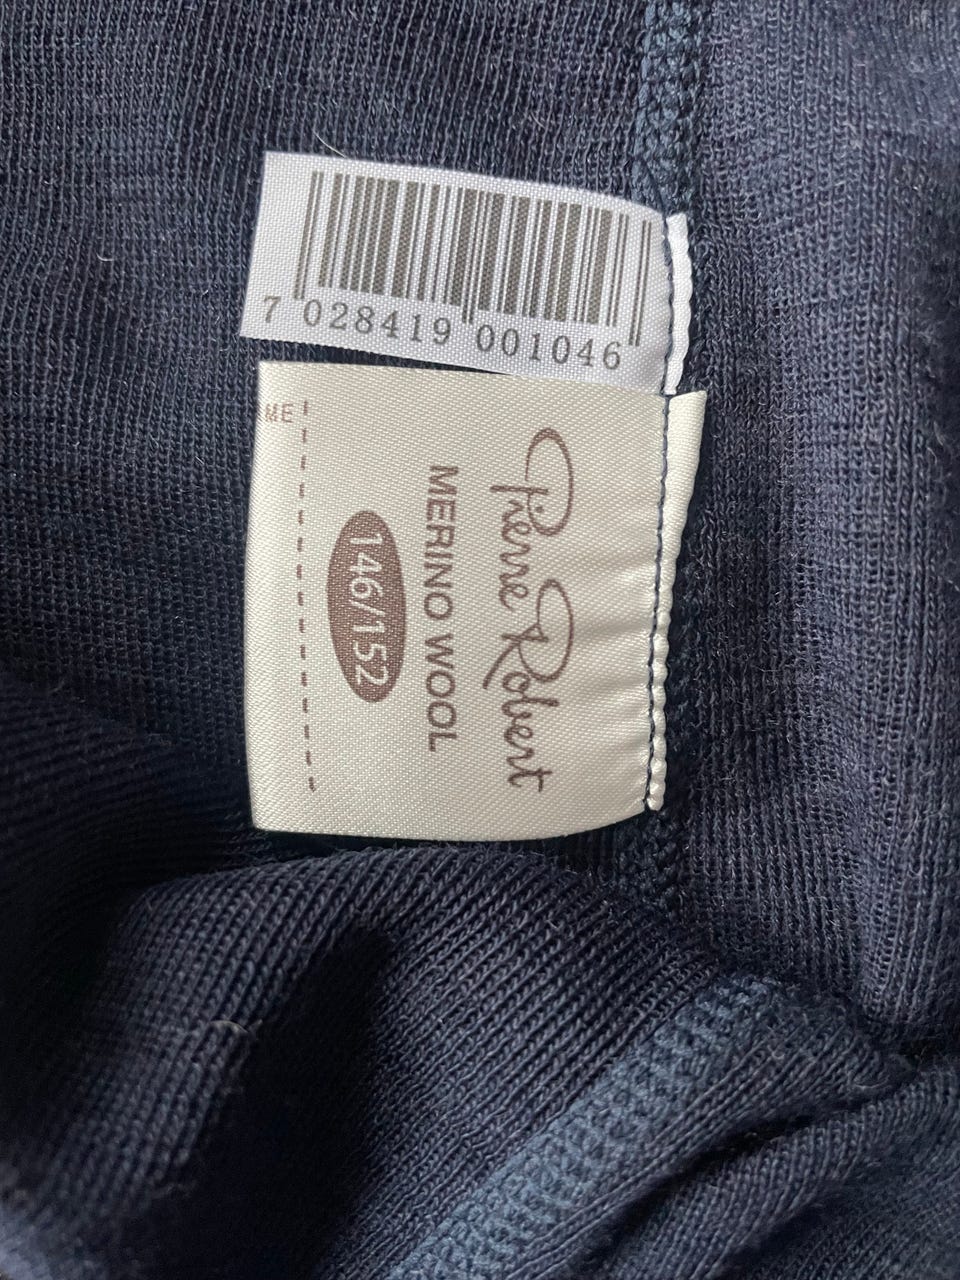 7 028419 001046
Pierre Robert
MERINO WOOL
146/152
ME